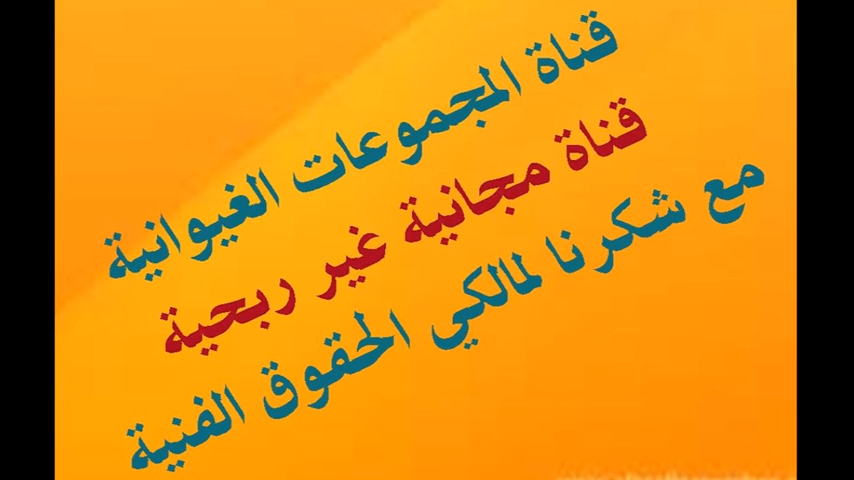 قناة المجموعات الغيوانية
قناة مجانية غير ربحية
مع شكرنا لمالكي الحقوق الفنية